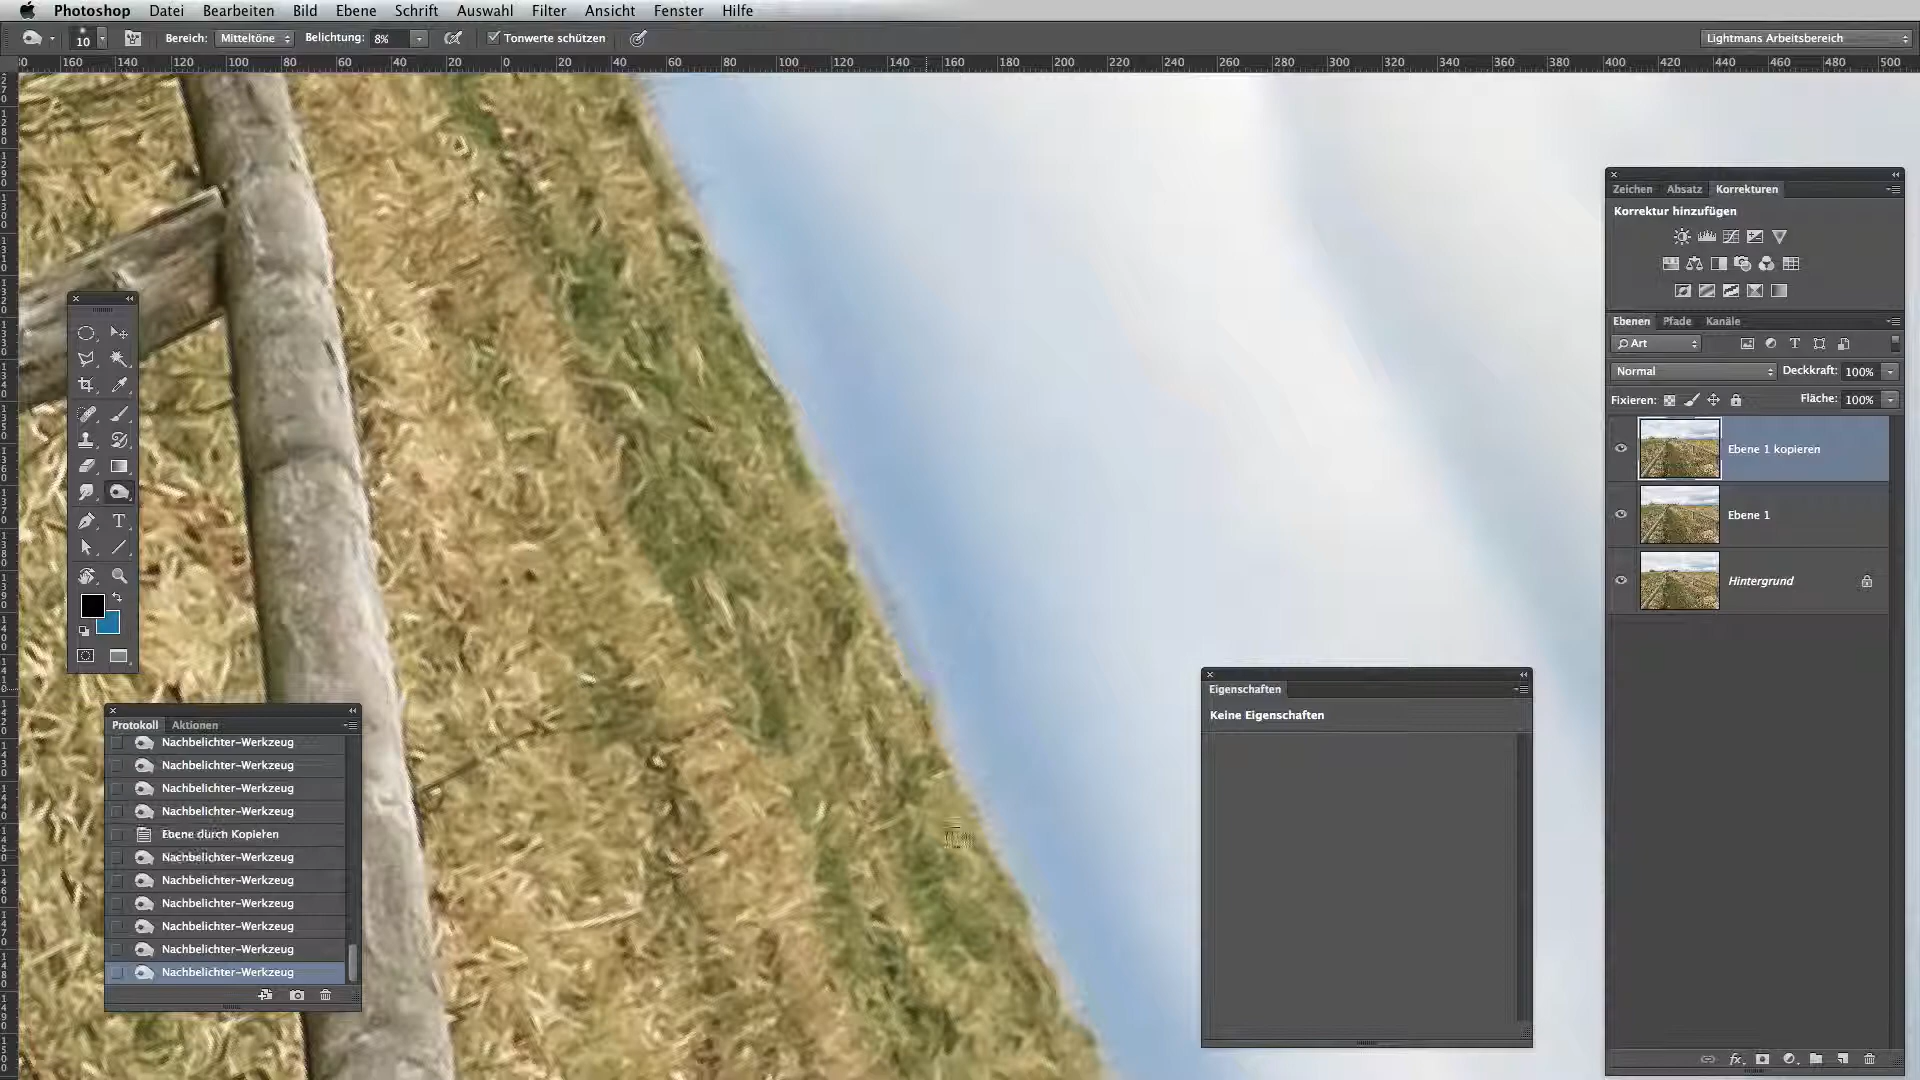 Photoshop Datei Bearbeiten Bild Ebene Schrift Auswahl Filter Ansicht Fenster Hilfe
10 Bereich: Mitteltöne Belichtung: 8% Tonwerte schützen Lightmans Arbeitsbereich
160 140 120 100 80 60 40 20 0 20 40 60 80 100 120 140 160 180 200 220 240 260 280 300 320 340 360 380 400 420 440 460 480 500
Zeichen Absatz Korrekturen
Korrektur hinzufügen
Ebenen Pfade Kanäle
Art
Normal Deckkraft: 100%
Fixieren: Fläche: 100%
Ebene 1 kopieren
Ebene 1
Hintergrund
Eigenschaften
Keine Eigenschaften
Protokoll Aktionen
Nachbelichter-Werkzeug
Nachbelichter-Werkzeug
Nachbelichter-Werkzeug
Nachbelichter-Werkzeug
Ebene durch Kopieren
Nachbelichter-Werkzeug
Nachbelichter-Werkzeug
Nachbelichter-Werkzeug
Nachbelichter-Werkzeug
Nachbelichter-Werkzeug
Nachbelichter-Werkzeug